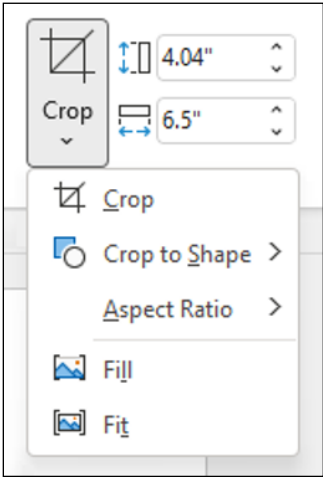 4.04"
Crop
6.5"
Crop
Crop to Shape
Aspect Ratio
Fill
Fit